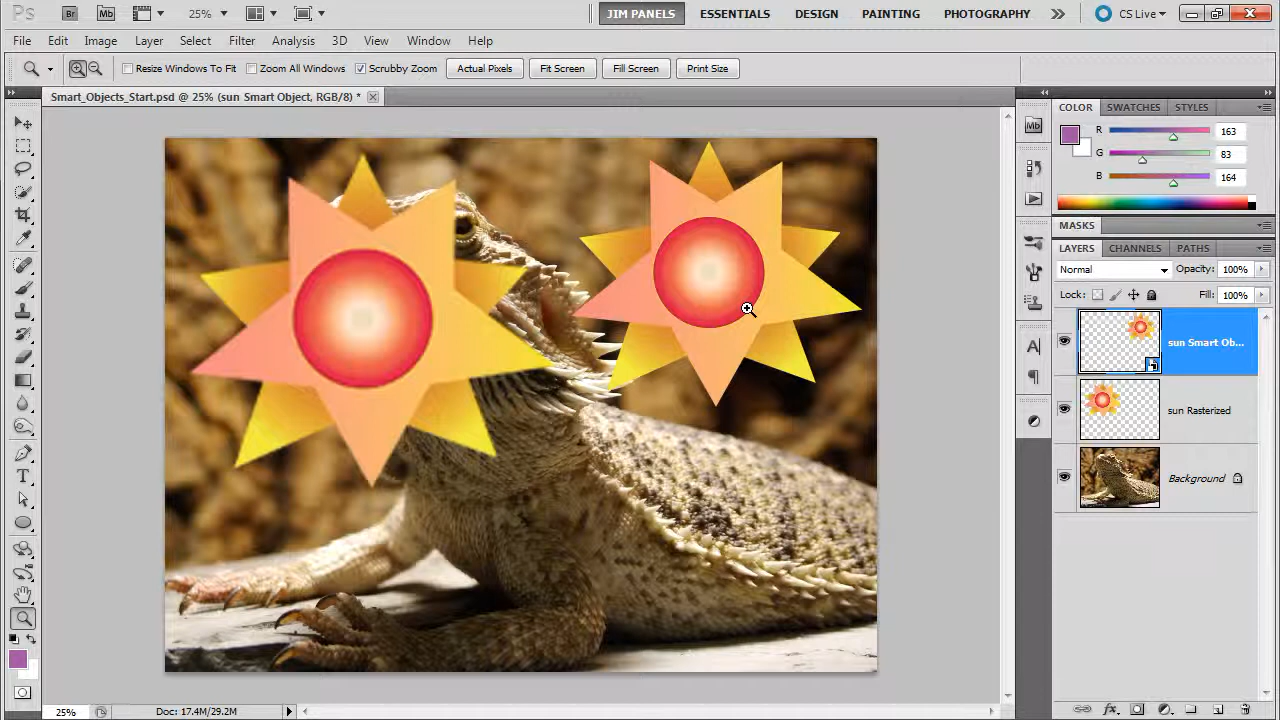 Ps Br Mb 25% JIM PANELS ESSENTIALS DESIGN PAINTING PHOTOGRAPHY CS Live
File Edit Image Layer Select Filter Analysis 3D View Window Help
Resize Windows To Fit Zoom All Windows Scrubby Zoom Actual Pixels Fit Screen Fill Screen Print Size
Smart_Objects_Start.psd @ 25% (sun Smart Object, RGB/8) *
COLOR SWATCHES STYLES
R 163
G 83
B 164
MASKS
LAYERS CHANNELS PATHS
Normal Opacity: 100%
Lock: Fill: 100%
sun Smart Ob...
sun Rasterized
Background
25% Doc: 17.4M/29.2M